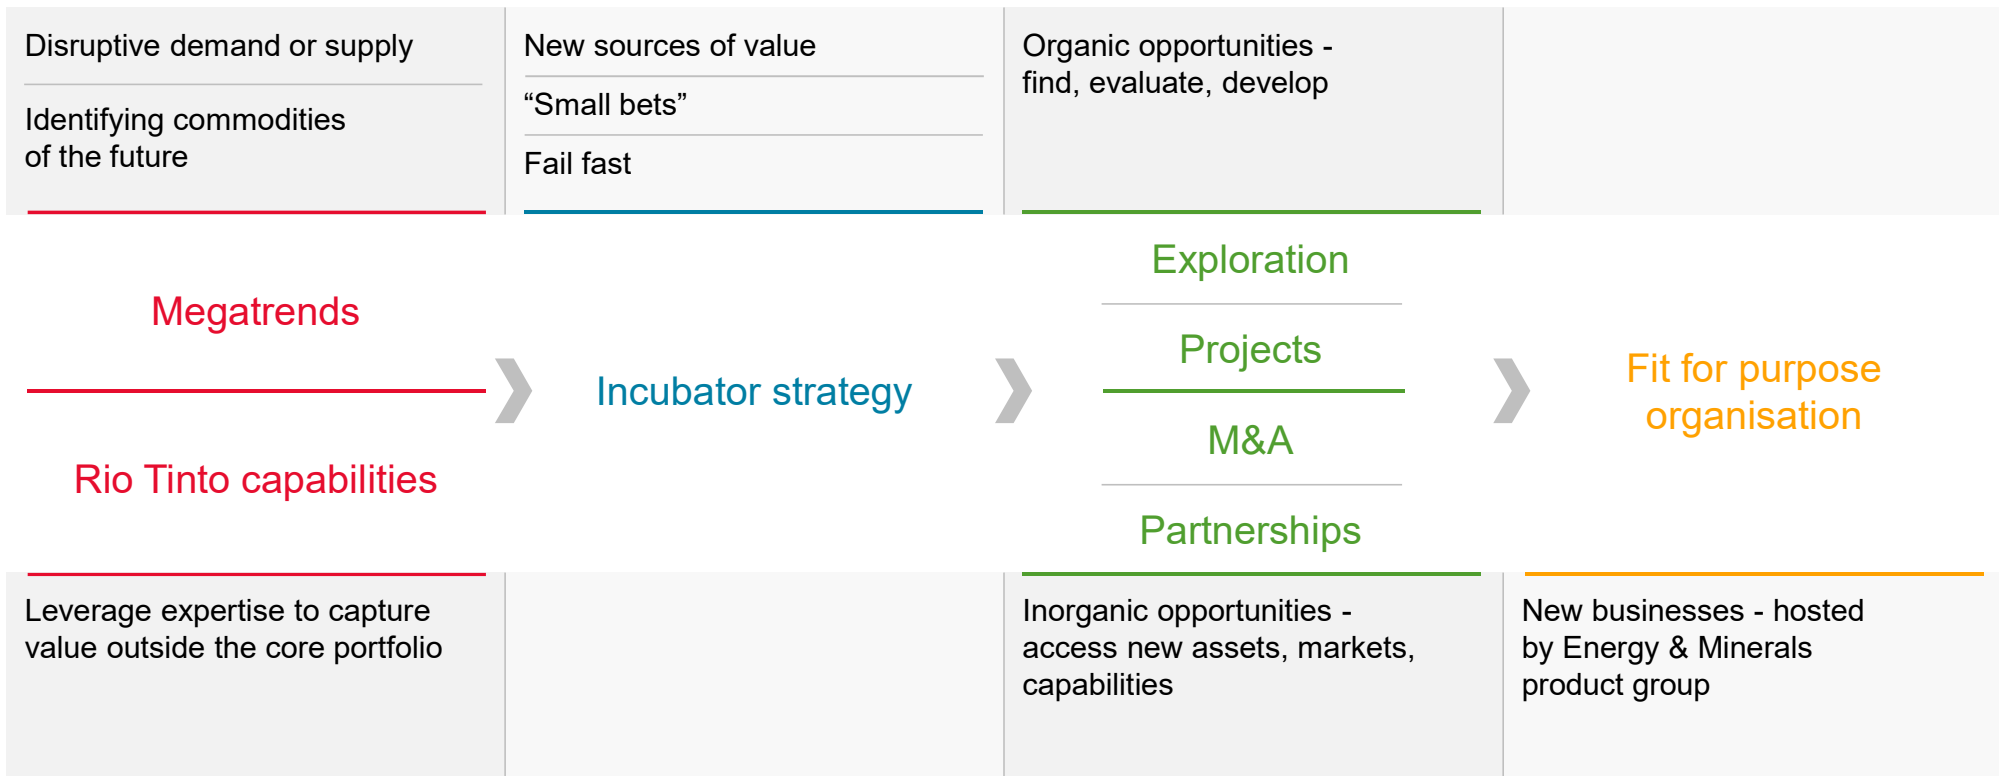 Disruptive demand or supply
Identifying commodities
of the future
New sources of value
“Small bets”
Fail fast
Organic opportunities -
find, evaluate, develop
Megatrends
Rio Tinto capabilities
Incubator strategy
Exploration
Projects
M&A
Partnerships
Fit for purpose
organisation
Leverage expertise to capture
value outside the core portfolio
Inorganic opportunities -
access new assets, markets,
capabilities
New businesses - hosted
by Energy & Minerals
product group